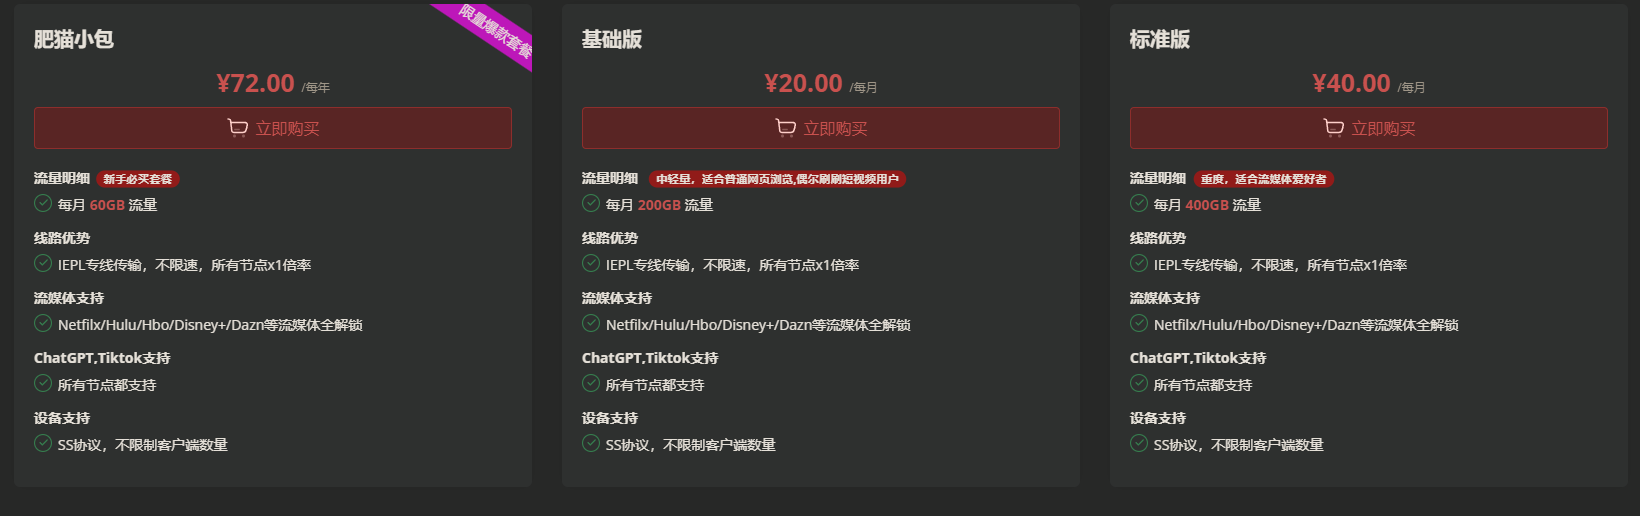 肥猫小包
限量爆款套餐
¥72.00 /每年
立即购买
流量明细 新手必买套餐
每月 60GB 流量
线路优势
IEPL专线传输，不限速，所有节点x1倍率
流媒体支持
Netfilx/Hulu/Hbo/Disney+/Dazn等流媒体全解锁
ChatGPT,Tiktok支持
所有节点都支持
设备支持
SS协议，不限制客户端数量
基础版
¥20.00 /每月
立即购买
流量明细 中轻量，适合普通网页浏览,偶尔刷刷短视频用户
每月 200GB 流量
线路优势
IEPL专线传输，不限速，所有节点x1倍率
流媒体支持
Netfilx/Hulu/Hbo/Disney+/Dazn等流媒体全解锁
ChatGPT,Tiktok支持
所有节点都支持
设备支持
SS协议，不限制客户端数量
标准版
¥40.00 /每月
立即购买
流量明细 重度，适合流媒体爱好者
每月 400GB 流量
线路优势
IEPL专线传输，不限速，所有节点x1倍率
流媒体支持
Netfilx/Hulu/Hbo/Disney+/Dazn等流媒体全解锁
ChatGPT,Tiktok支持
所有节点都支持
设备支持
SS协议，不限制客户端数量